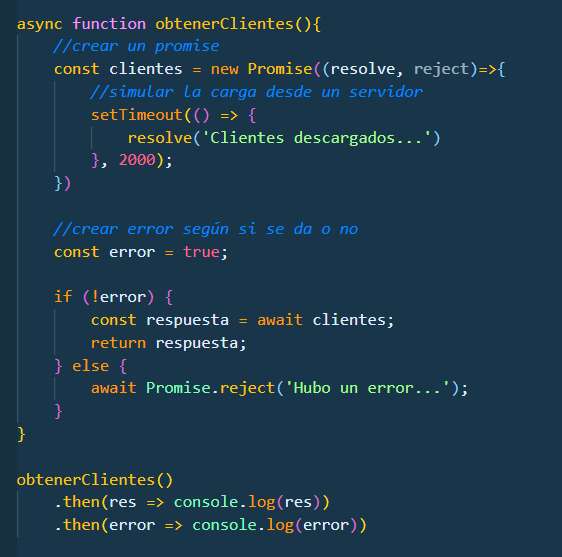 async function obtenerClientes(){
//crear un promise
const clientes = new Promise((resolve, reject)=>{
//simular la carga desde un servidor
setTimeout(() => {
resolve('Clientes descargados...')
}, 2000);
})
//crear error según si se da o no
const error = true;
if (!error) {
const respuesta = await clientes;
return respuesta;
} else {
await Promise.reject('Hubo un error...');
}
}
obtenerClientes()
.then(res => console.log(res))
.then(error => console.log(error))